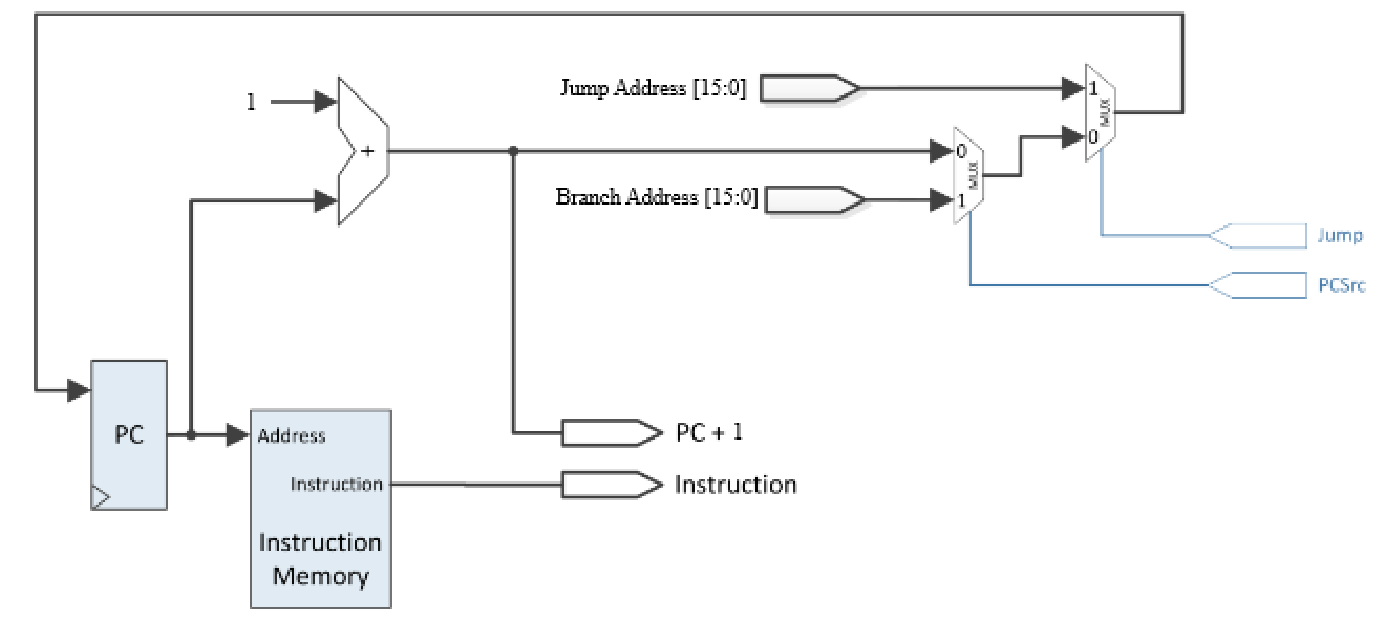 Jump Address [15:0]
1
MUX
1
0
+
0
MUX
1
Branch Address [15:0]
Jump
PCSrc
PC
Address
Instruction
Instruction
Memory
PC + 1
Instruction